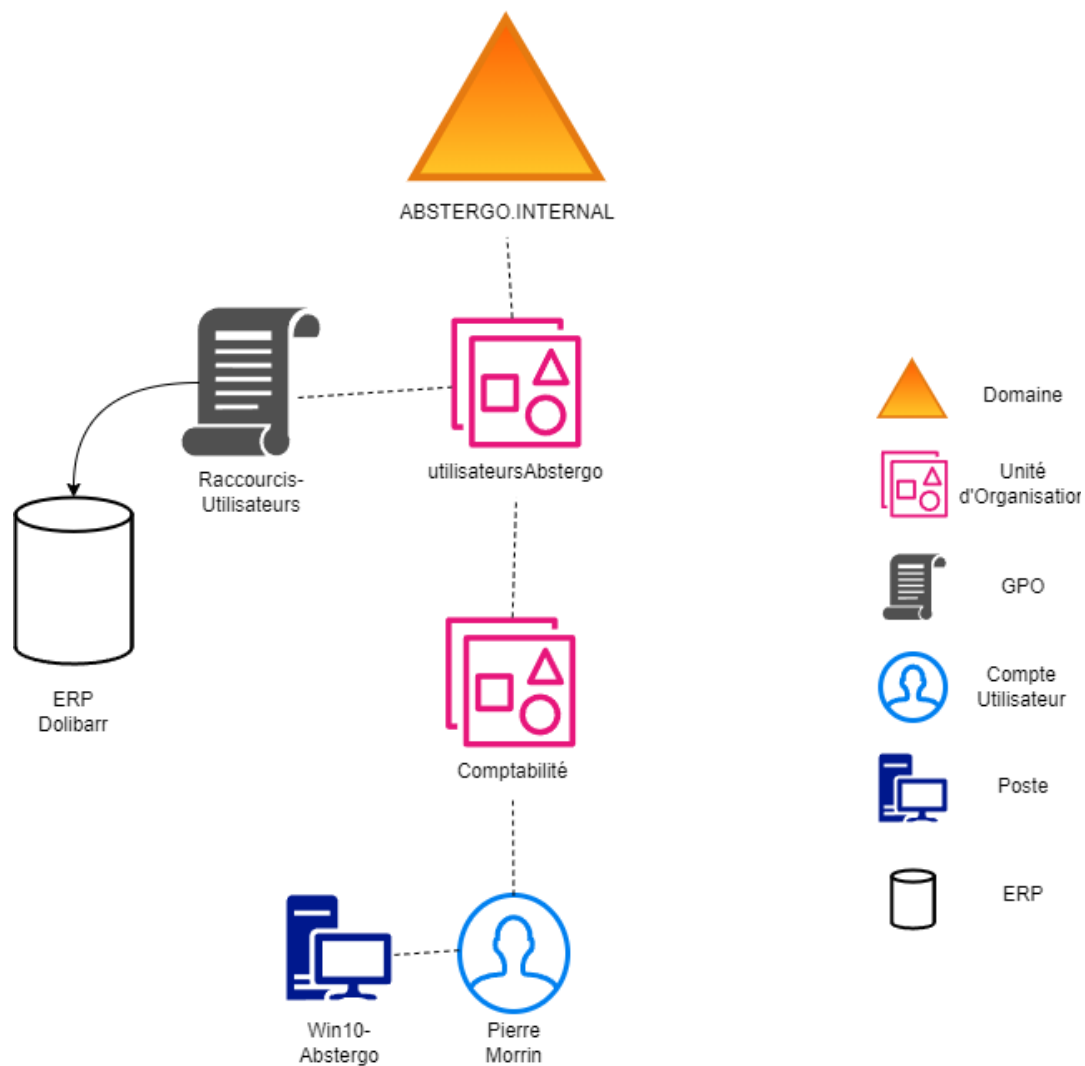 ABSTERGO.INTERNAL
Raccourcis-
Utilisateurs
utilisateursAbstergo
ERP
Dolibarr
Comptabilité
Win10-
Abstergo
Pierre
Morrin
Domaine
Unité
d'Organisation
GPO
Compte
Utilisateur
Poste
ERP